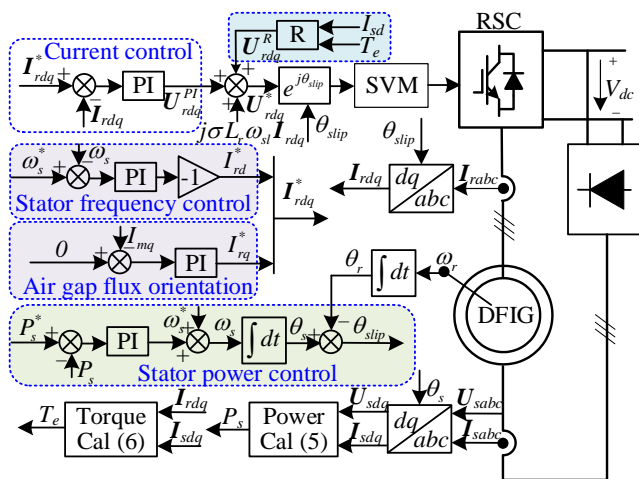 Current control
I*rdq
+
−
Irdq
PI
U^PI rdq
U^R rdq
R
Isd
Te
+
+
+
U*rdq
jσLrωslIrdq
e^jθslip
θslip
SVM
RSC
+
Vdc
−
ω*s
+
−ωs
PI
-1
I*rd
Stator frequency control
I*rdq
θslip
Irdq
dq
abc
Irabc
0
+
−
Imq
PI
I*rq
Air gap flux orientation
θr
∫dt
ωr
DFIG
P*s
+
−
Ps
PI
ω*s
+
+
ωs
∫dt
θs
+
−
θslip
Stator power control
Te
Torque
Cal (6)
Irdq
Isdq
Ps
Power
Cal (5)
Usdq
Isdq
θs
dq
abc
Usabc
Isabc